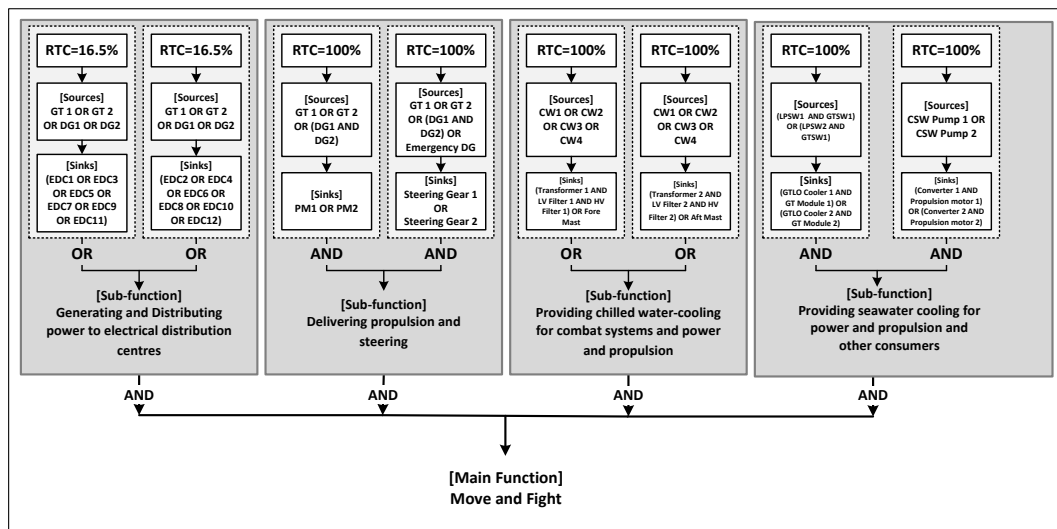 RTC=16.5%
[Sources]
GT 1 OR GT 2
OR DG1 OR DG2
[Sinks]
(EDC1 OR EDC3
OR EDC5 OR
EDC7 OR EDC9
OR EDC11)
OR
RTC=16.5%
[Sources]
GT 1 OR GT 2
OR DG1 OR DG2
[Sinks]
(EDC2 OR EDC4
OR EDC6 OR
EDC8 OR EDC10
OR EDC12)
OR
[Sub-function]
Generating and Distributing
power to electrical distribution
centres
RTC=100%
[Sources]
GT 1 OR GT 2
OR (DG1 AND
DG2)
[Sinks]
PM1 OR PM2
AND
RTC=100%
[Sources]
GT 1 OR GT 2
OR (DG1 AND
DG2) OR
Emergency DG
[Sinks]
Steering Gear 1
OR
Steering Gear 2
AND
[Sub-function]
Delivering propulsion and
steering
RTC=100%
[Sources]
CW1 OR CW2
OR CW3 OR
CW4
[Sinks]
(Transformer 1 AND
LV Filter 1 AND HV
Filter 1) OR Fore
Mast
OR
RTC=100%
[Sources]
CW1 OR CW2
OR CW3 OR
CW4
[Sinks]
(Transformer 2 AND
LV Filter 2 AND HV
Filter 2) OR Aft Mast
OR
[Sub-function]
Providing chilled water-cooling
for combat systems and power
and propulsion
RTC=100%
[Sources]
(LPSW1 AND GTSW1)
OR (LPSW2 AND
GTSW1)
[Sinks]
(GTLO Cooler 1 AND
GT Module 1) OR
(GTLO Cooler 2 AND
GT Module 2)
AND
RTC=100%
[Sources]
CSW Pump 1 OR
CSW Pump 2
[Sinks]
(Converter 1 AND
Propulsion motor 1)
OR (Converter 2 AND
Propulsion motor 2)
AND
[Sub-function]
Providing seawater cooling for
power and propulsion and
other consumers
AND
AND
AND
AND
[Main Function]
Move and Fight